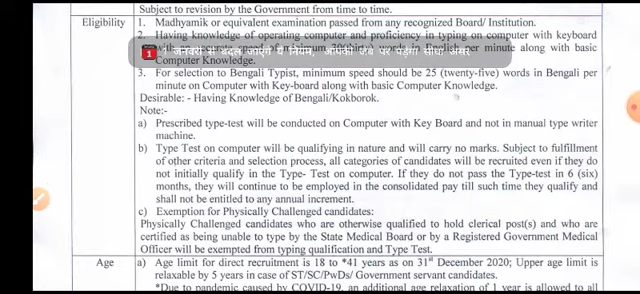 Subject to revision by the Government from time to time.
Eligibility
1. Madhyamik or equivalent examination passed from any recognized Board/ Institution.
2. Having knowledge of operating computer and proficiency in typing on computer with keyboard
with an accurate speed of minimum 30(thirty) words in English per minute along with basic
Computer Knowledge.
3. For selection to Bengali Typist, minimum speed should be 25 (twenty-five) words in Bengali per
minute on Computer with Key-board along with basic Computer Knowledge.
Desirable: - Having Knowledge of Bengali/Kokborok.
Note:-
a) Prescribed type-test will be conducted on Computer with Key Board and not in manual type writer
machine.
b) Type Test on computer will be qualifying in nature and will carry no marks. Subject to fulfillment
of other criteria and selection process, all categories of candidates will be recruited even if they do
not initially qualify in the Type- Test on computer. If they do not pass the Type-test in 6 (six)
months, they will continue to be employed in the consolidated pay till such time they qualify and
shall not be entitled to any annual increment.
c) Exemption for Physically Challenged candidates:
Physically Challenged candidates who are otherwise qualified to hold clerical post(s) and who are
certified as being unable to type by the State Medical Board or by a Registered Government Medical
Officer will be exempted from typing qualification and Type Test.
Age
a) Age limit for direct recruitment is 18 to *41 years as on 31st December 2020; Upper age limit is
relaxable by 5 years in case of ST/SC/PwDs/ Government servant candidates.
*Due to pandemic caused by COVID-19, an additional age relaxation of 1 year is allowed to all